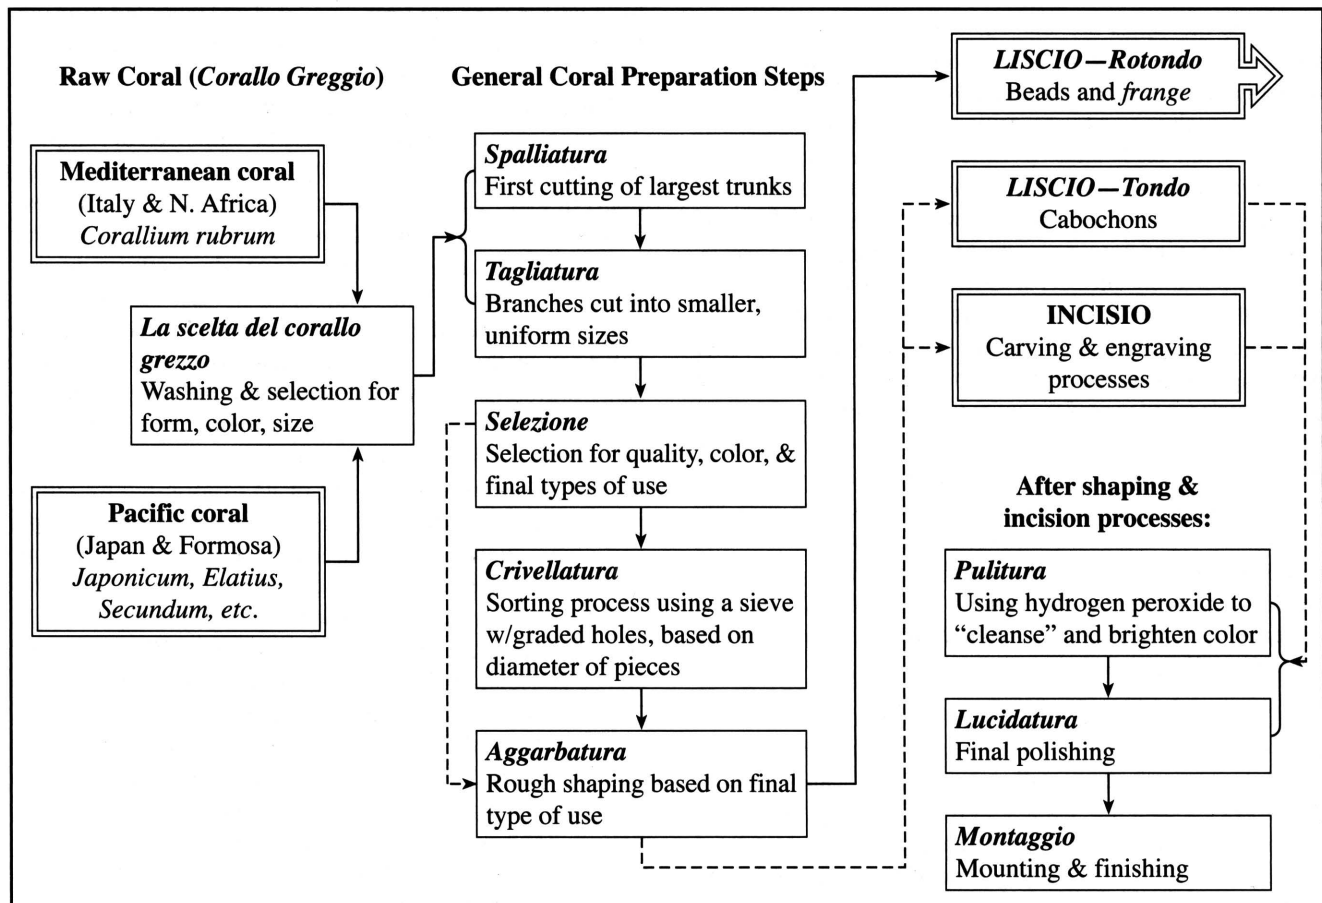 Raw Coral (Corallo Greggio)
Mediterranean coral
(Italy & N. Africa)
Corallium rubrum
La scelta del corallo
grezzo
Washing & selection for
form, color, size
Pacific coral
(Japan & Formosa)
Japonicum, Elatius,
Secundum, etc.
General Coral Preparation Steps
Spalliatura
First cutting of largest trunks
Tagliatura
Branches cut into smaller,
uniform sizes
Selezione
Selection for quality, color, &
final types of use
Crivellatura
Sorting process using a sieve
w/graded holes, based on
diameter of pieces
Aggarbatura
Rough shaping based on final
type of use
LISCIO—Rotondo
Beads and frange
LISCIO—Tondo
Cabochons
INCISIO
Carving & engraving
processes
After shaping &
incision processes:
Pulitura
Using hydrogen peroxide to
“cleanse” and brighten color
Lucidatura
Final polishing
Montaggio
Mounting & finishing